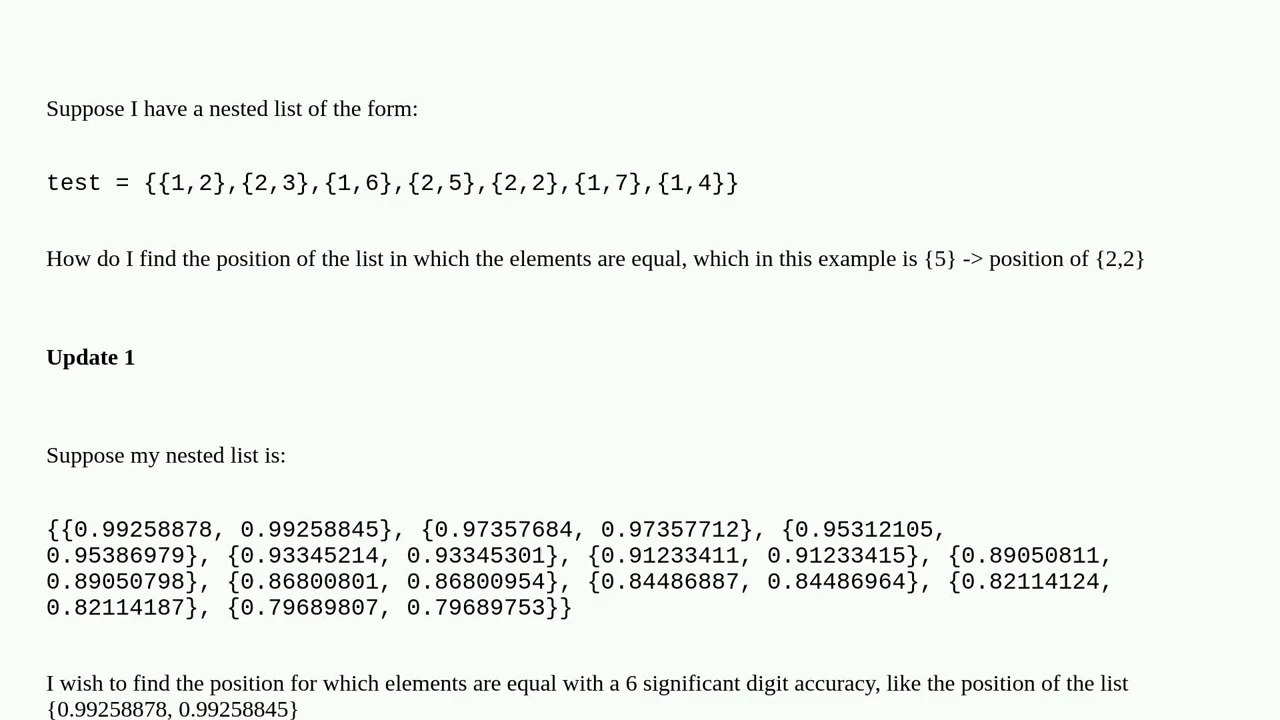 Suppose I have a nested list of the form:
test = {{1,2},{2,3},{1,6},{2,5},{2,2},{1,7},{1,4}}
How do I find the position of the list in which the elements are equal, which in this example is {5} -> position of {2,2}
Update 1
Suppose my nested list is:
{{0.99258878, 0.99258845}, {0.97357684, 0.97357712}, {0.95312105,
0.95386979}, {0.93345214, 0.93345301}, {0.91233411, 0.91233415}, {0.89050811,
0.89050798}, {0.86800801, 0.86800954}, {0.84486887, 0.84486964}, {0.82114124,
0.82114187}, {0.79689807, 0.79689753}}
I wish to find the position for which elements are equal with a 6 significant digit accuracy, like the position of the list
{0.99258878, 0.99258845}